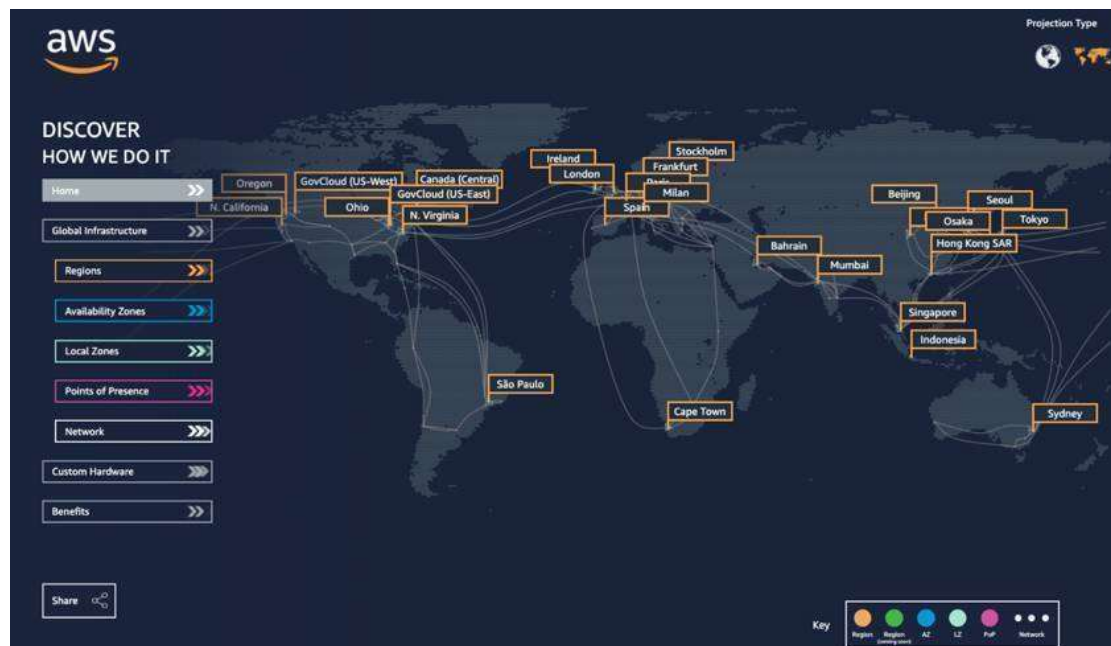 aws
Projection Type
DISCOVER
HOW WE DO IT
Home
Global Infrastructure
Regions
Availability Zones
Local Zones
Points of Presence
Network
Custom Hardware
Benefits
Share
Oregon
GovCloud (US-West)
Canada (Central)
GovCloud (US-East)
N. California
Ohio
N. Virginia
São Paulo
Ireland
London
Stockholm
Frankfurt
Paris
Milan
Spain
Cape Town
Bahrain
Mumbai
Beijing
Seoul
Osaka
Tokyo
Hong Kong SAR
Singapore
Indonesia
Sydney
Key
Region
Region
(coming soon)
AZ
LZ
PoP
Network